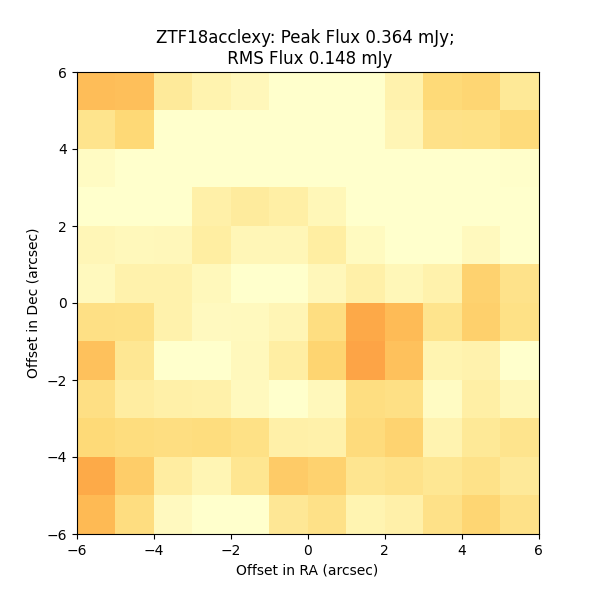 ZTF18acclexy: Peak Flux 0.364 mJy;
RMS Flux 0.148 mJy
6
4
2
0
−2
−4
−6
Offset in Dec (arcsec)
−6 −4 −2 0 2 4 6
Offset in RA (arcsec)